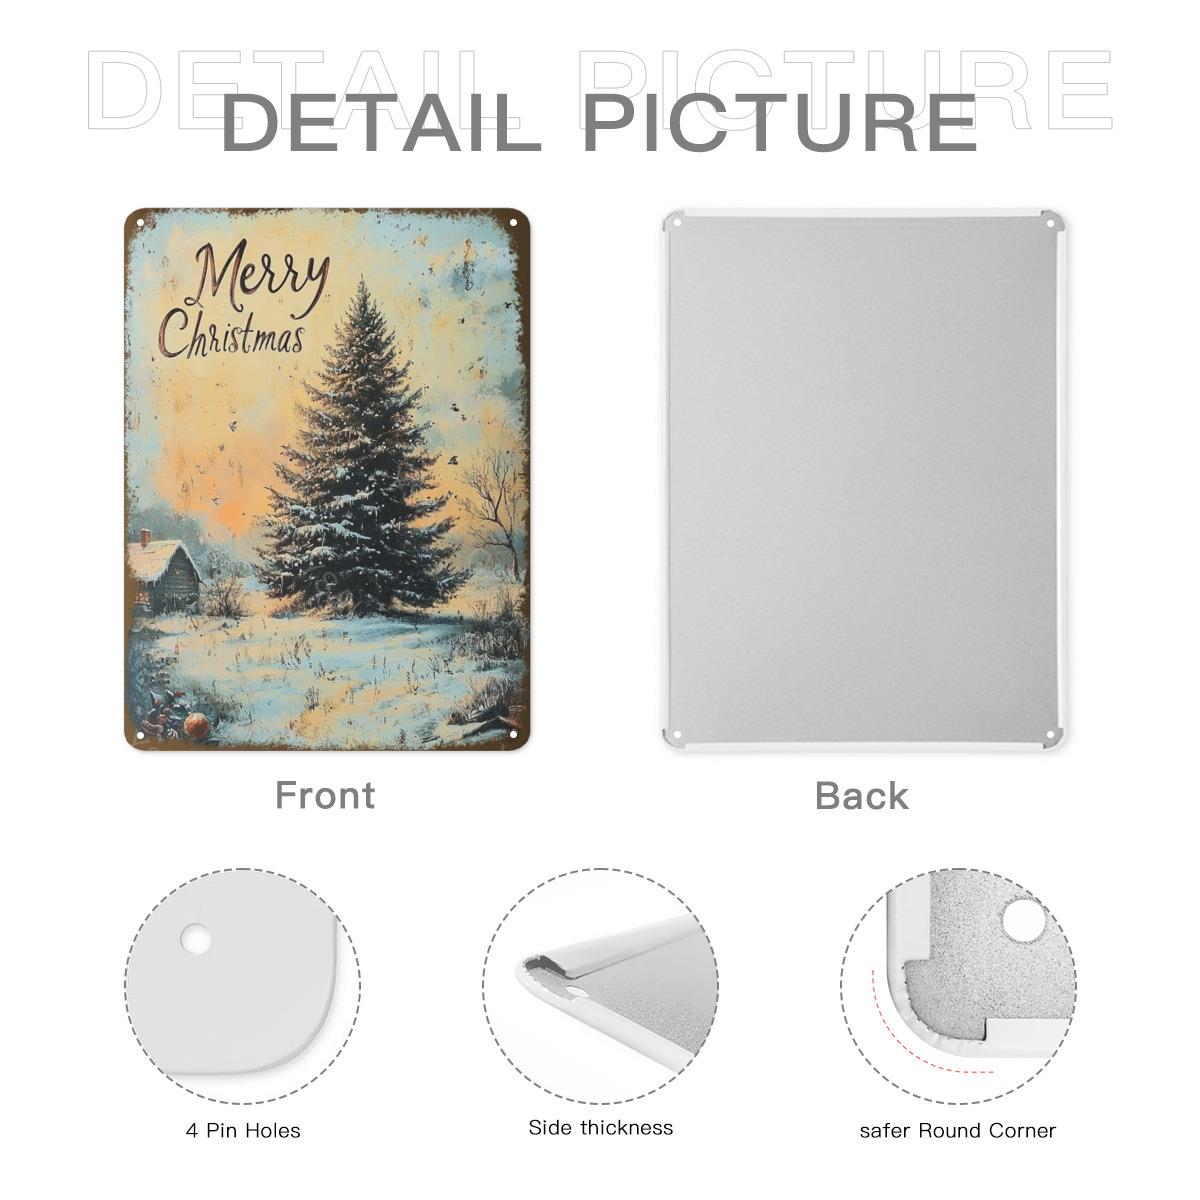 DETAIL PICTURE
DETAIL PICTURE
Merry
Christmas
Front
Back
4 Pin Holes
Side thickness
safer Round Corner